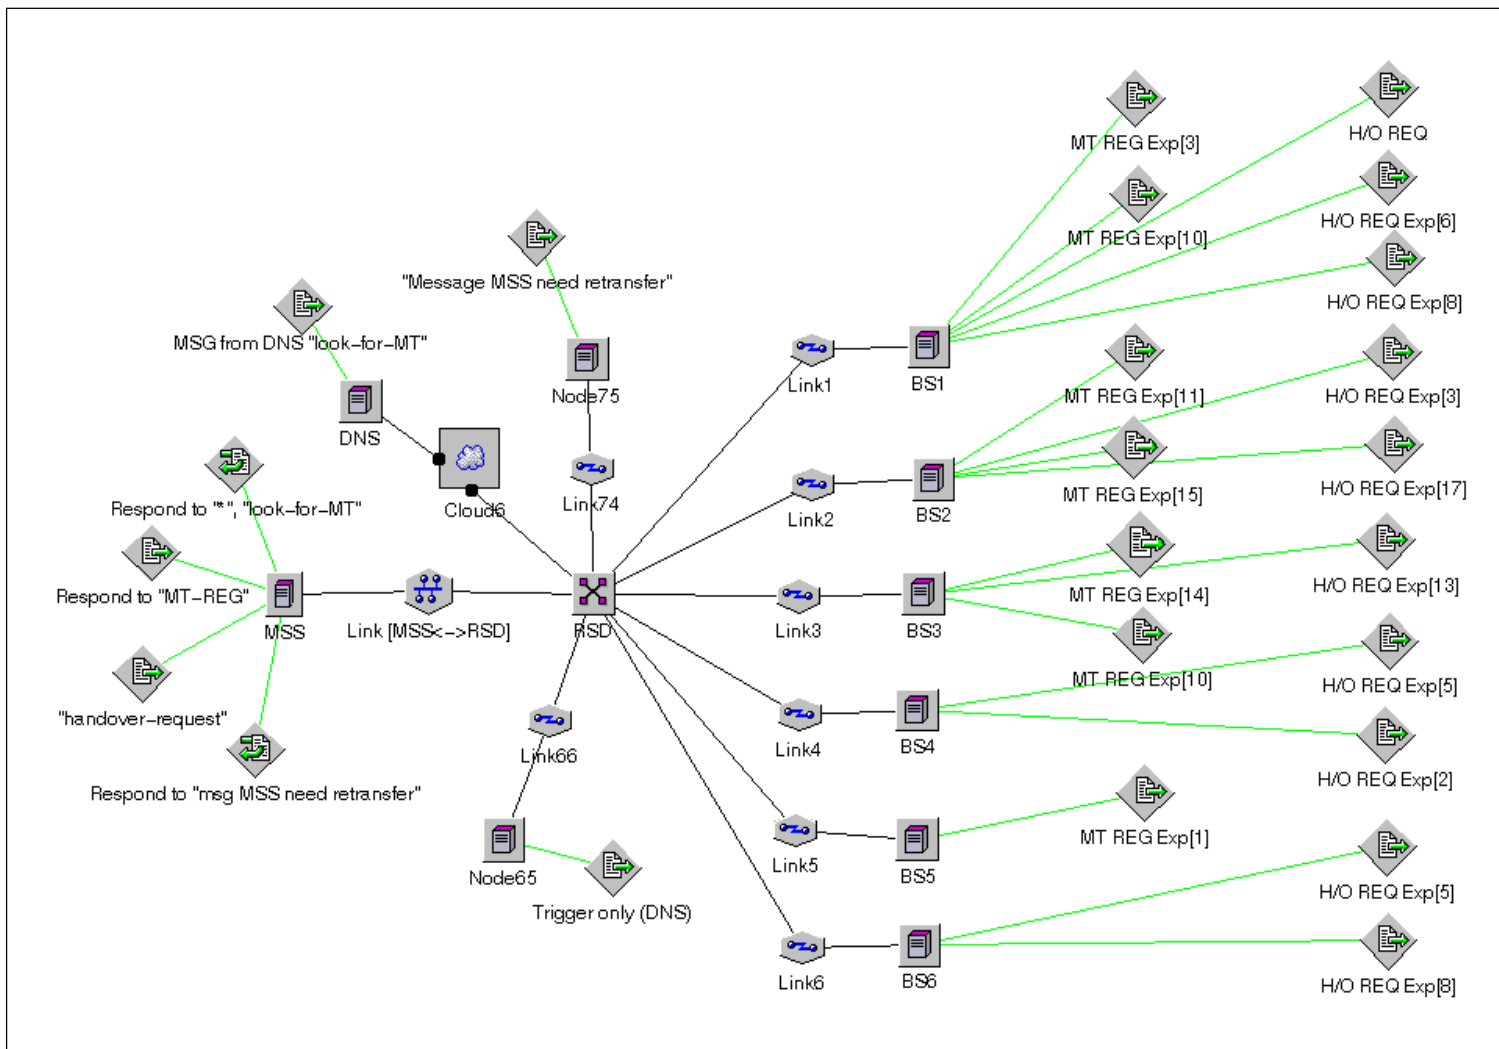 MT REG Exp[3]
H/O REQ
MT REG Exp[10]
H/O REQ Exp[6]
"Message MSS need retransfer"
H/O REQ Exp[8]
MSG from DNS "look-for-MT"
Link1
BS1
Node75
MT REG Exp[11]
H/O REQ Exp[3]
DNS
Cloud6
Link74
Link2
BS2
MT REG Exp[15]
H/O REQ Exp[17]
Respond to "*", "look-for-MT"
Respond to "MT-REG"
MSS
Link [MSS<->RSD]
RSD
Link3
BS3
MT REG Exp[14]
H/O REQ Exp[13]
MT REG Exp[10]
H/O REQ Exp[5]
"handover-request"
Link66
Link4
BS4
H/O REQ Exp[2]
Respond to "msg MSS need retransfer"
MT REG Exp[1]
Node65
Link5
BS5
H/O REQ Exp[5]
Trigger only (DNS)
Link6
BS6
H/O REQ Exp[8]